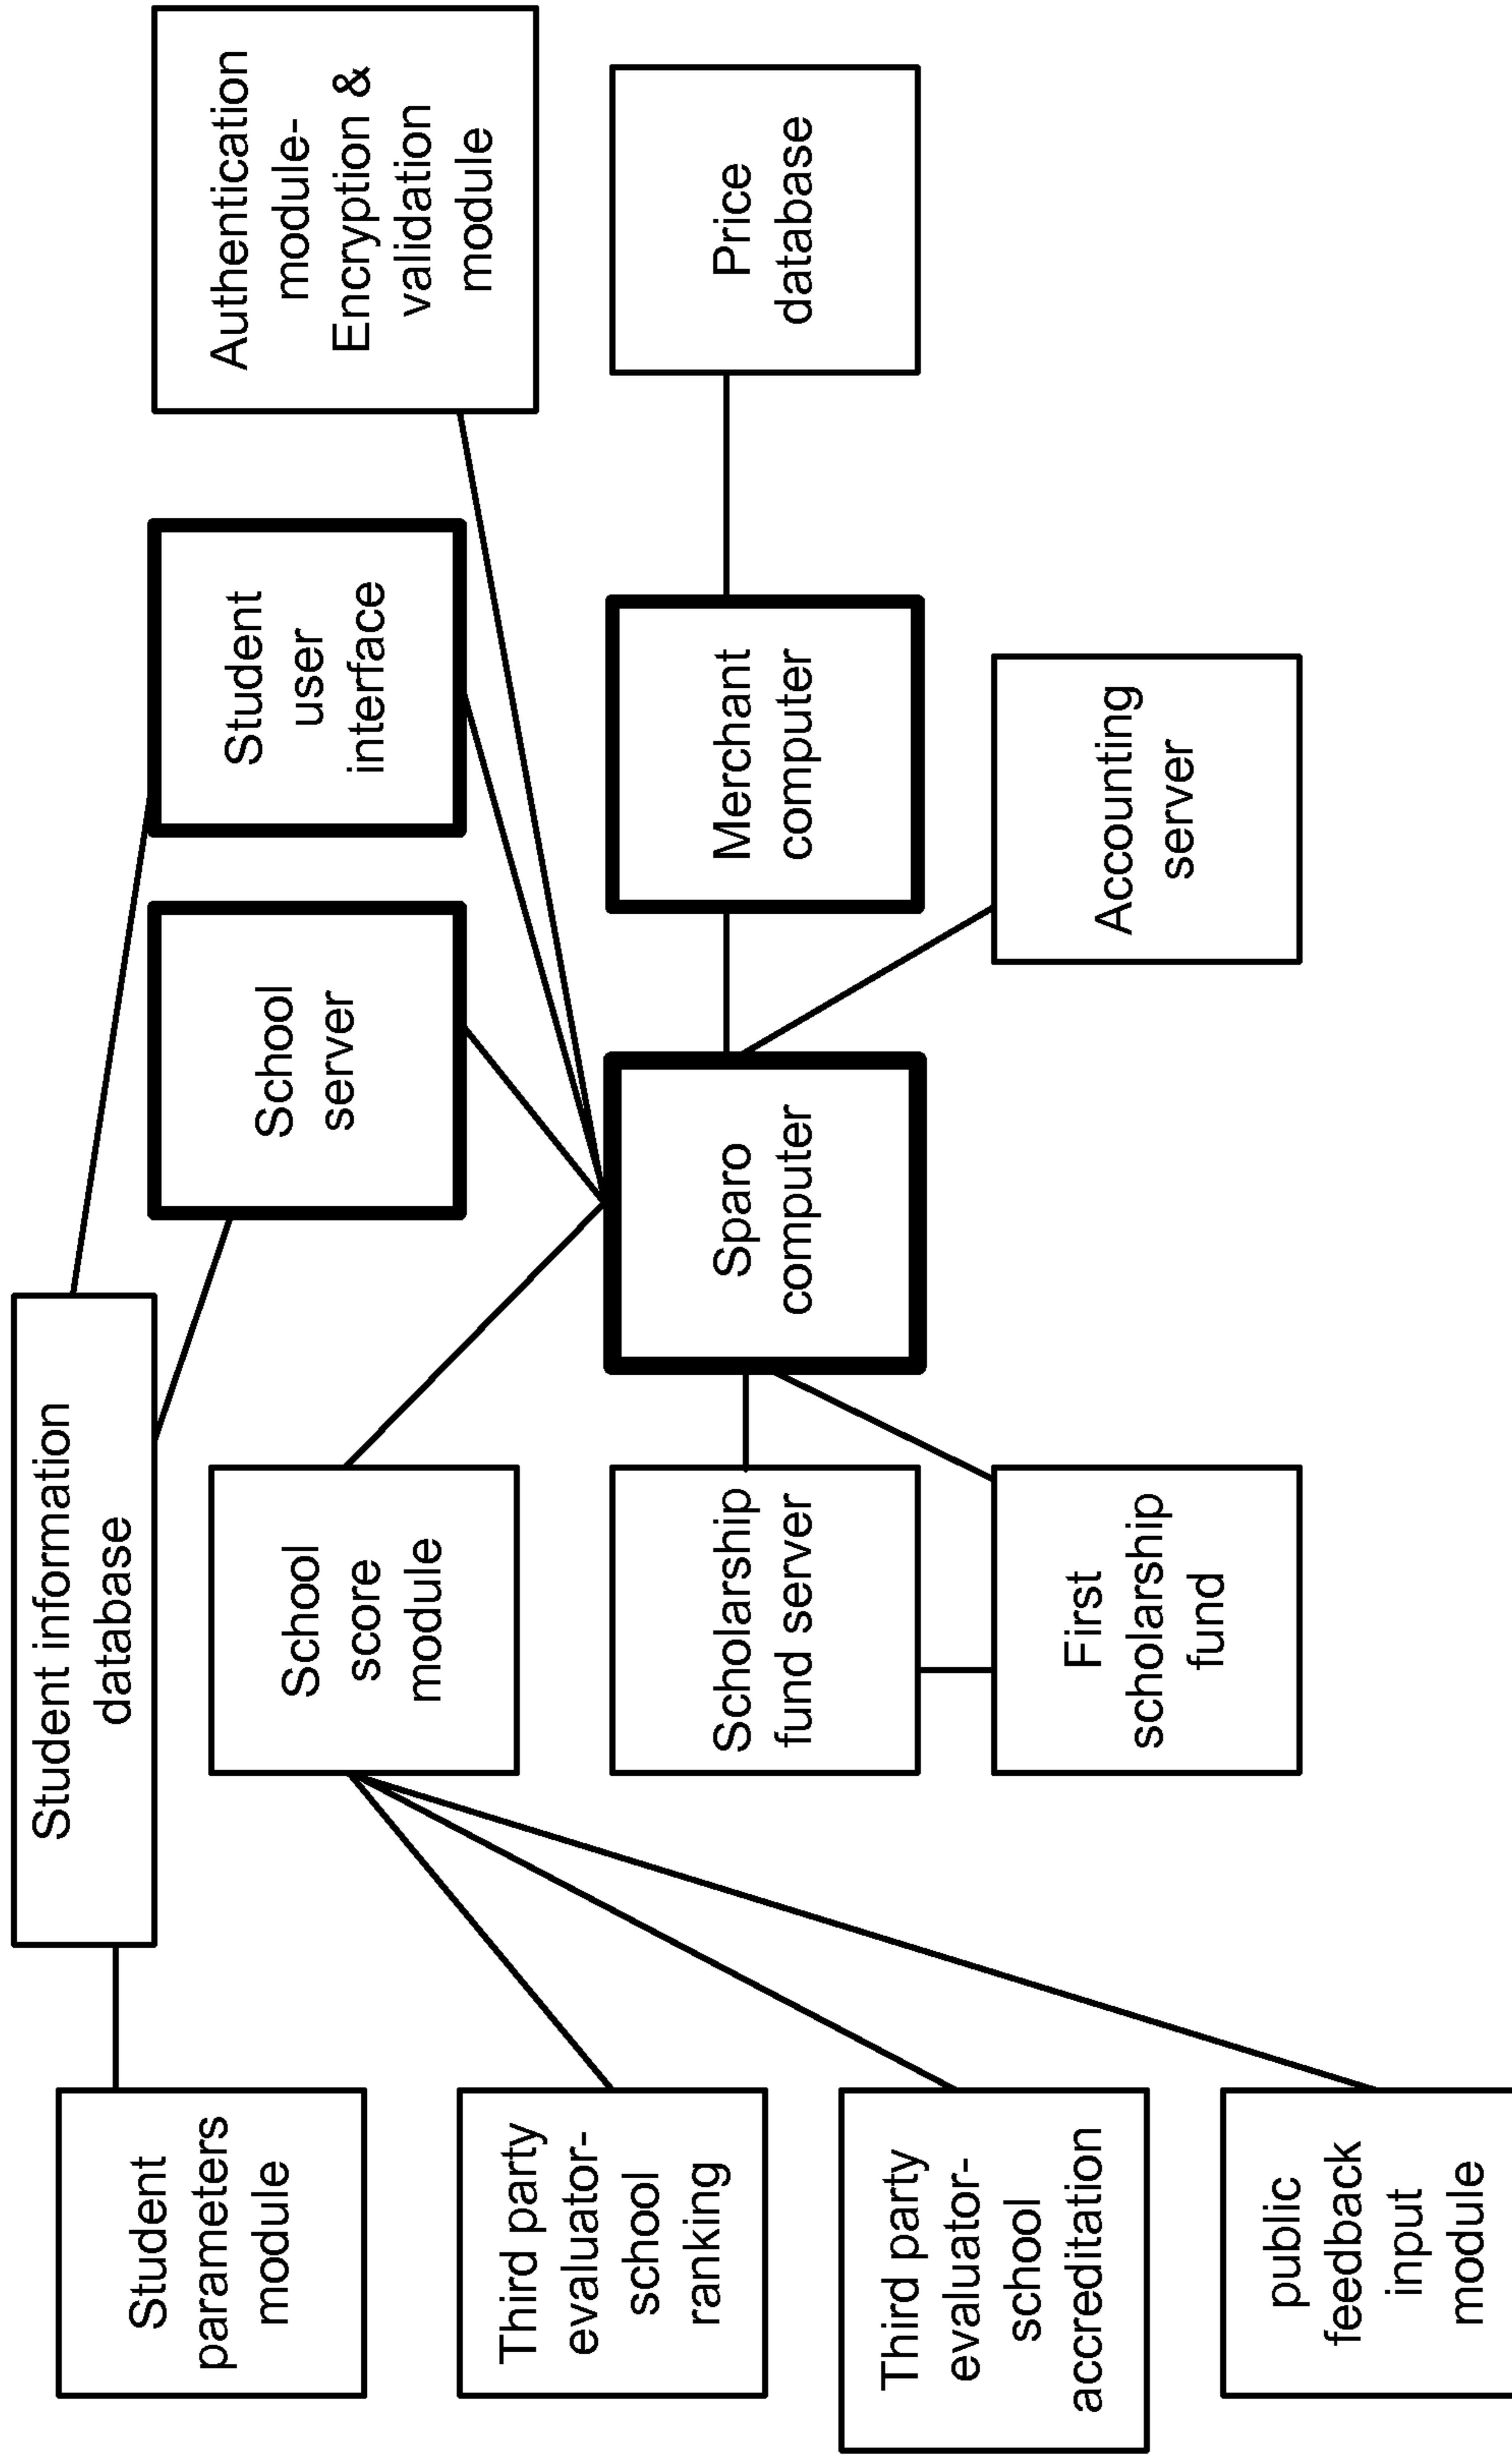 Student information
database
Student
parameters
module
School
score
module
School
server
Student
user
interface
Authentication
module-
Encryption &
validation
module
Third party
evaluator-
school
ranking
Scholarship
fund server
Sparo
computer
Merchant
computer
Price
database
Third party
evaluator-
school
accreditation
First
scholarship
fund
Accounting
server
public
feedback
input
module